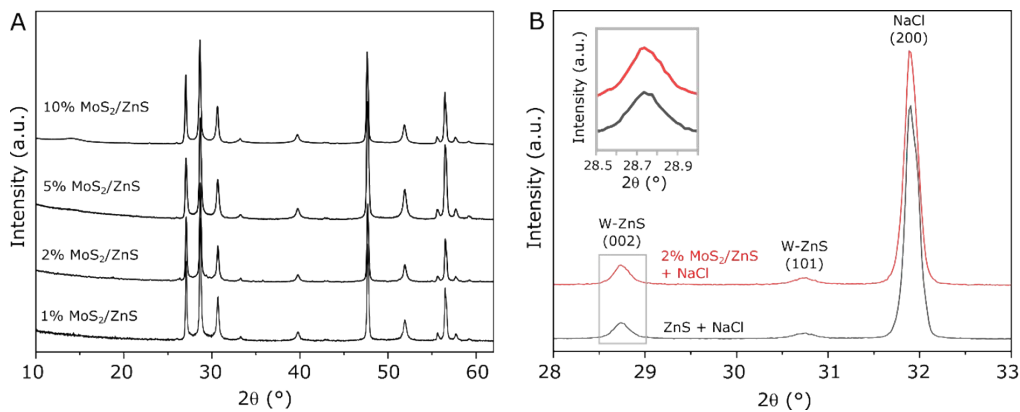 A
Intensity (a.u.)
10% MoS₂/ZnS
5% MoS₂/ZnS
2% MoS₂/ZnS
1% MoS₂/ZnS
10 20 30 40 50 60
2θ (°)
B
Intensity (a.u.)
NaCl
(200)
Intensity (a.u.)
28.5 28.7 28.9
2θ (°)
W-ZnS
(002)
2% MoS₂/ZnS
+ NaCl
W-ZnS
(101)
ZnS + NaCl
28 29 30 31 32 33
2θ (°)